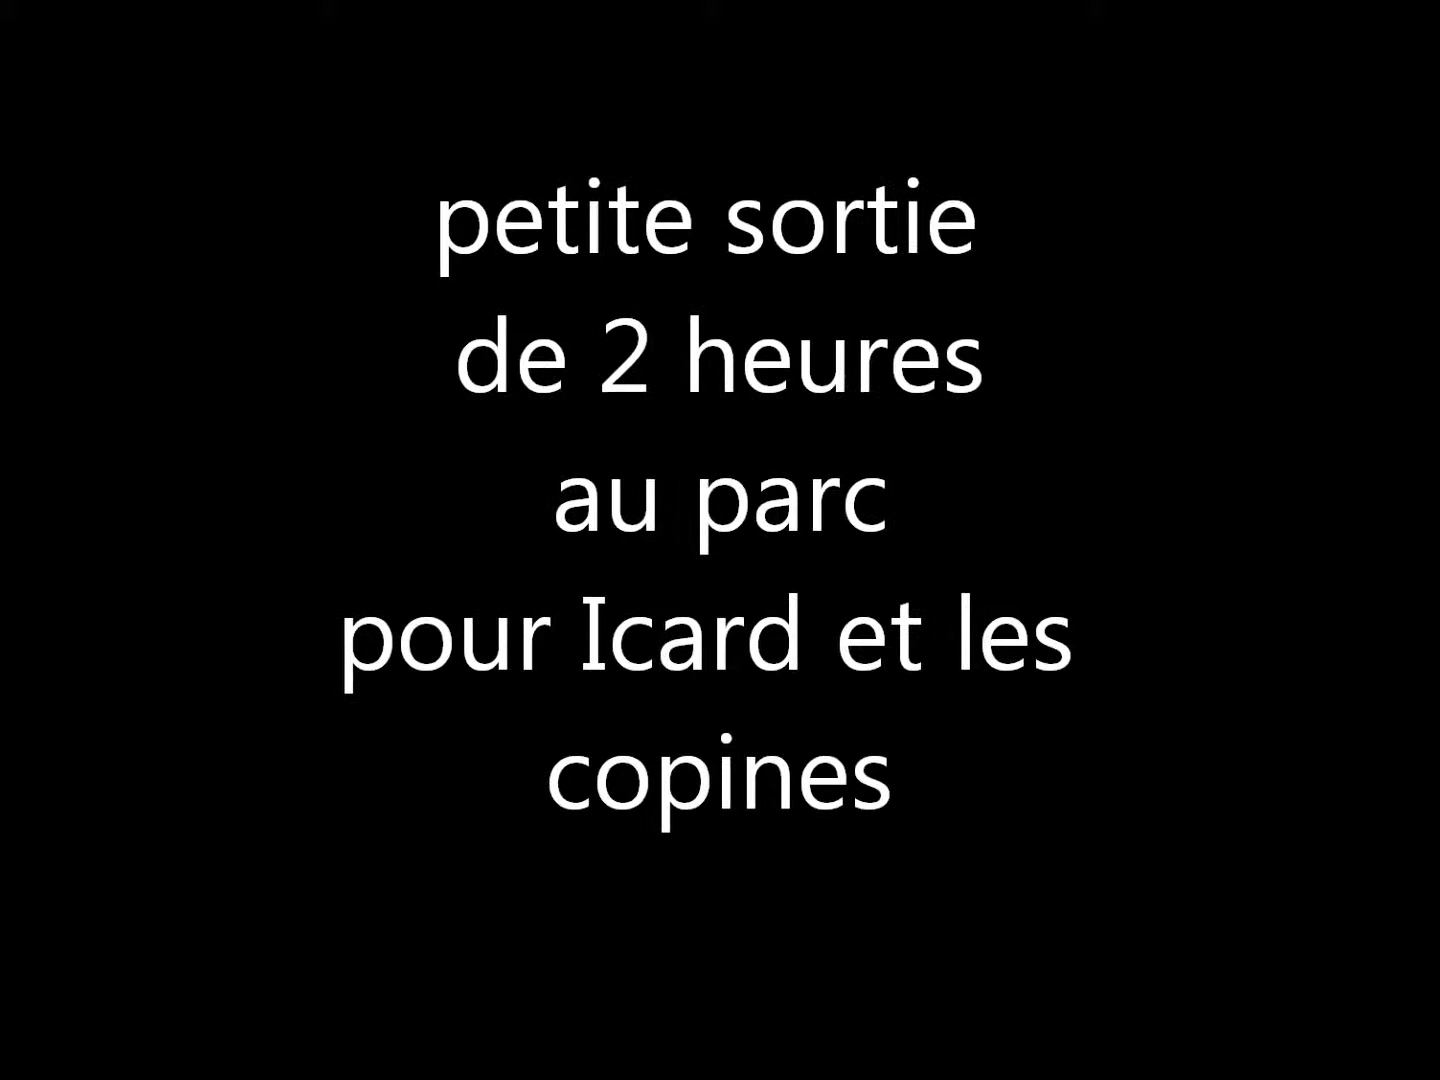 petite sortie
de 2 heures
au parc
pour Icard et les
copines